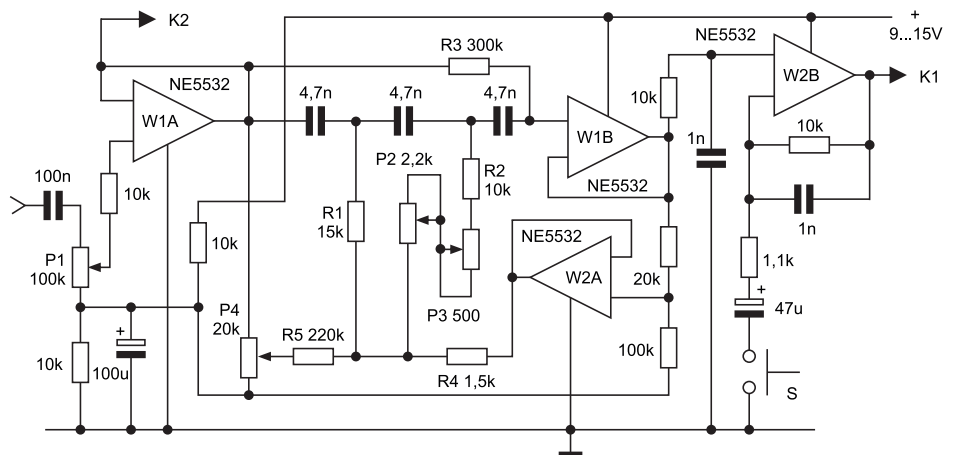 K2
+
9...15V
R3 300k
NE5532
NE5532
W2B
K1
4,7n
4,7n
4,7n
10k
W1A
W1B
1n
10k
P2 2,2k
R2
10k
100n
10k
NE5532
1n
R1
15k
NE5532
10k
P1
100k
W2A
20k
1,1k
+
47u
P4
20k
P3 500
+
R5 220k
100k
10k
100u
R4 1,5k
S